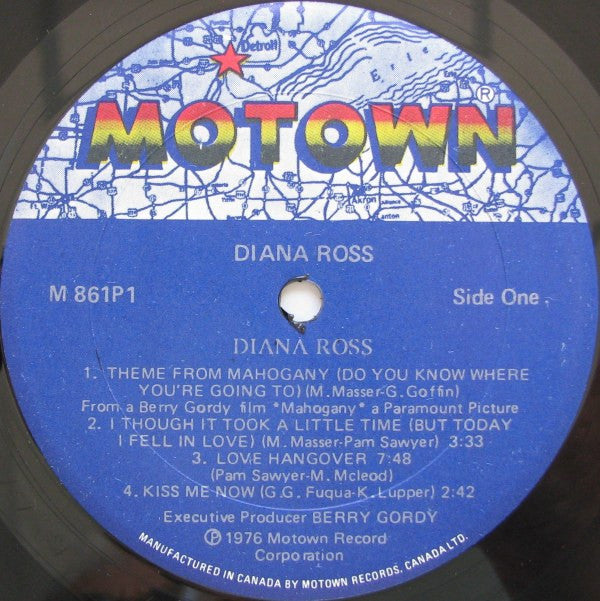 Detroit
Erie
MOTOWN®
Akron
DIANA ROSS
M 861P1
Side One
DIANA ROSS
1. THEME FROM MAHOGANY (DO YOU KNOW WHERE
YOU'RE GOING TO) (M. Masser-G. Goffin)
From a Berry Gordy film "Mahogany" a Paramount Picture
2. I THOUGH IT TOOK A LITTLE TIME (BUT TODAY
I FELL IN LOVE) (M. Masser-Pam Sawyer) 3:33
3. LOVE HANGOVER 7:48
(Pam Sawyer-M. Mcleod)
4. KISS ME NOW (G.G. Fuqua-K. Lupper) 2:42
Executive Producer BERRY GORDY
℗ 1976 Motown Record
Corporation
MANUFACTURED IN CANADA BY MOTOWN RECORDS, CANADA LTD.